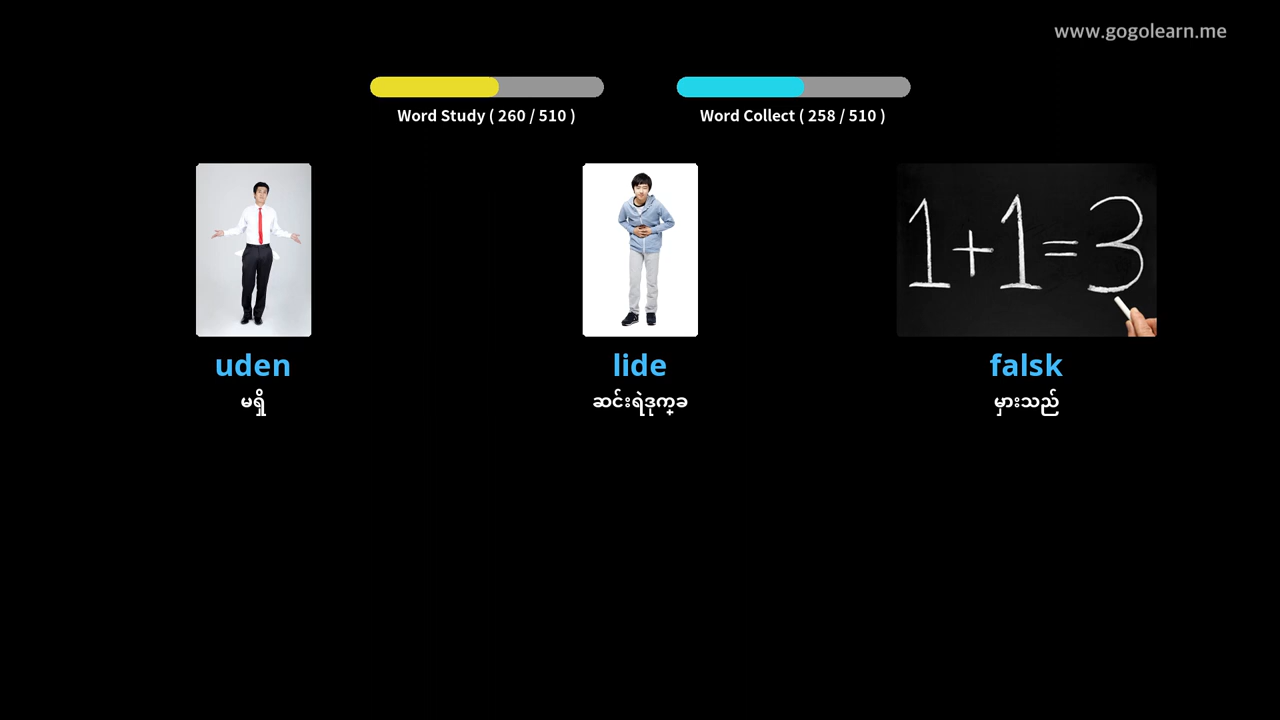 www.gogolearn.me
Word Study ( 260 / 510 )
Word Collect ( 258 / 510 )
1+1=3
uden
lide
falsk
မရှိ
ဆင်းရဲဒုက္ခ
မှားသည်